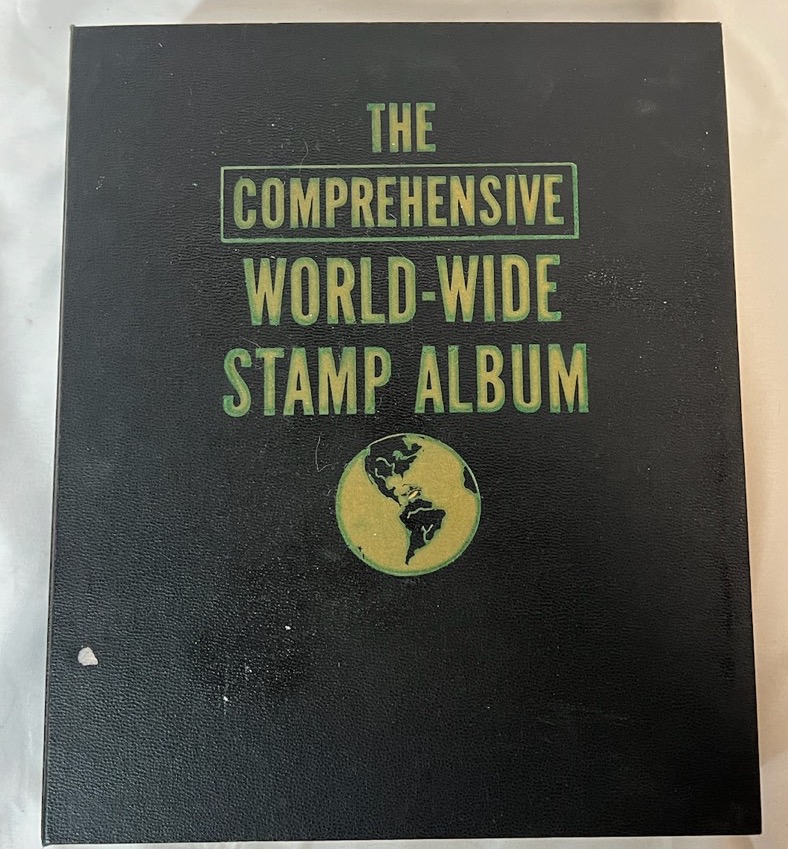 THE
COMPREHENSIVE
WORLD-WIDE
STAMP ALBUM